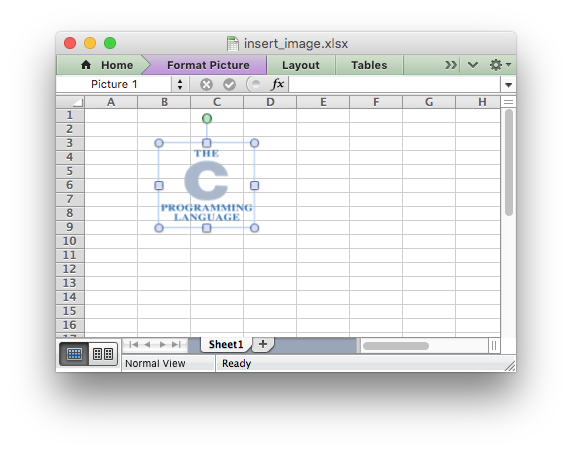 insert_image.xlsx
Home Format Picture Layout Tables
Picture 1 fx
A B C D E F G H
1
2
3
THE
4
5
C
6
7
PROGRAMMING
8
LANGUAGE
9
10
11
12
13
14
15
16
Sheet1
Normal View Ready